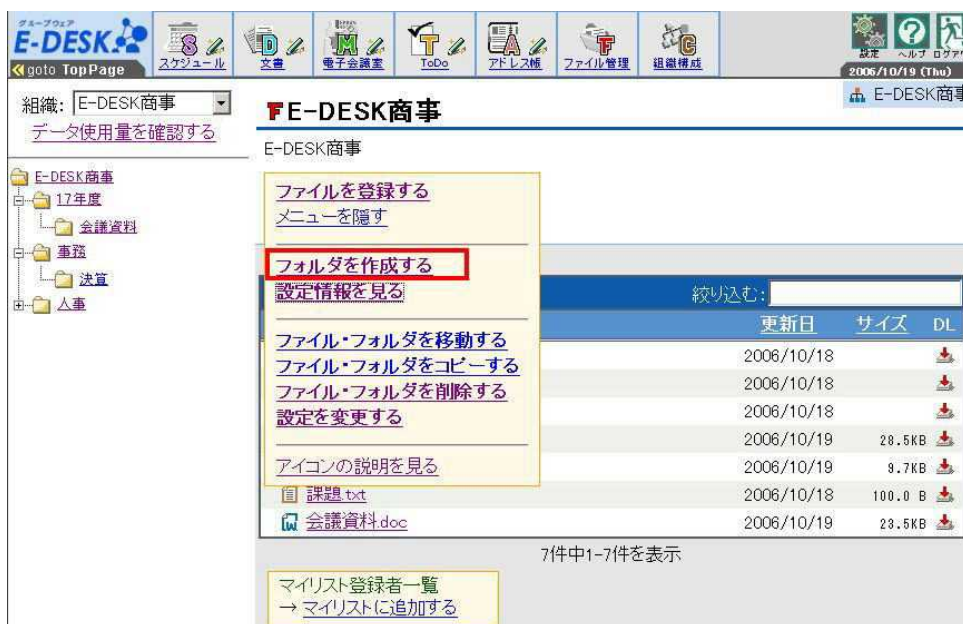 グループウェア
E-DESK
goto TopPage
スケジュール
文書
電子会議室
ToDo
アドレス帳
ファイル管理
組織構成
設定
ヘルプ
2006/10/19 (Thu)
組織: E-DESK商事
データ使用量を確認する
E-DESK商事
17年度
会議資料
事務
決算
人事
E-DESK商事
E-DESK商事
E-DESK商事
ファイルを登録する
メニューを隠す
フォルダを作成する
設定情報を見る
ファイル・フォルダを移動する
ファイル・フォルダをコピーする
ファイル・フォルダを削除する
設定を変更する
アイコンの説明を見る
絞り込む:
更新日 サイズ DL
2006/10/18
2006/10/18
2006/10/18
2006/10/19 28.5KB
2006/10/19 9.7KB
課題.txt 2006/10/18 100.0 B
会議資料.doc 2006/10/19 23.5KB
7件中1-7件を表示
マイリスト登録者一覧
→ マイリストに追加する